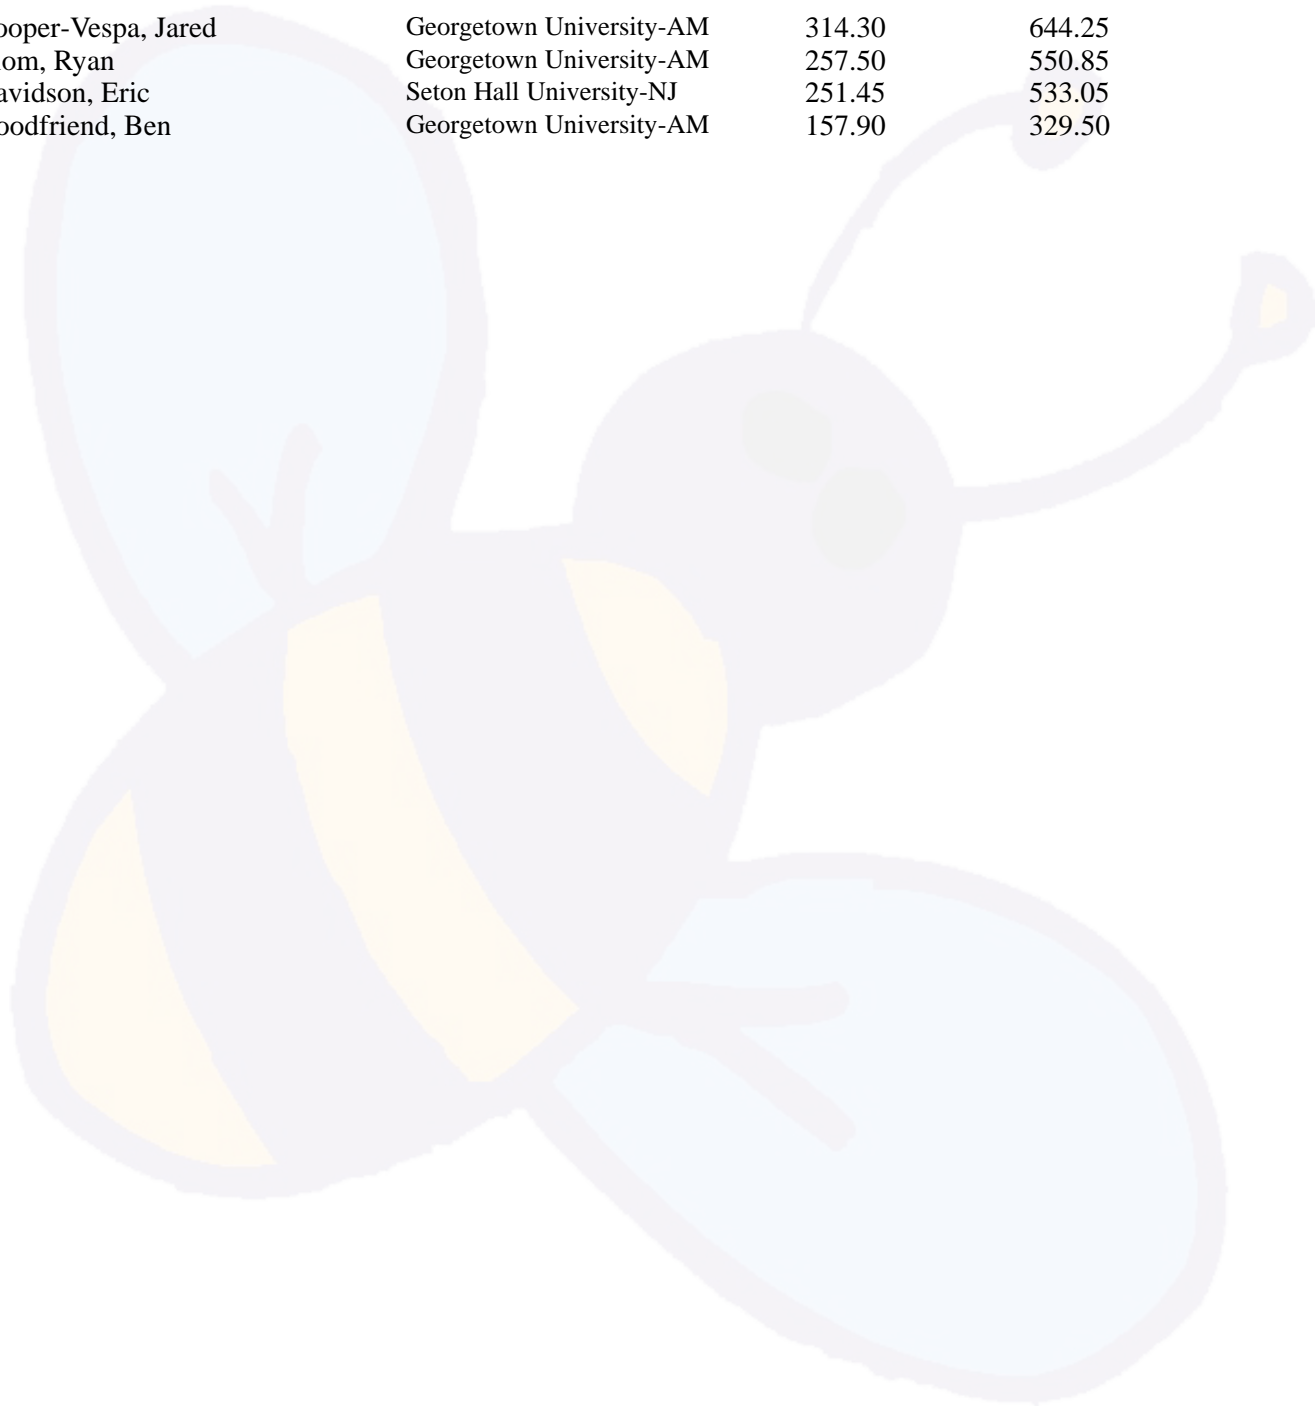 ooper-Vespa, Jared Georgetown University-AM 314.30 644.25
om, Ryan Georgetown University-AM 257.50 550.85
avidson, Eric Seton Hall University-NJ 251.45 533.05
oodfriend, Ben Georgetown University-AM 157.90 329.50